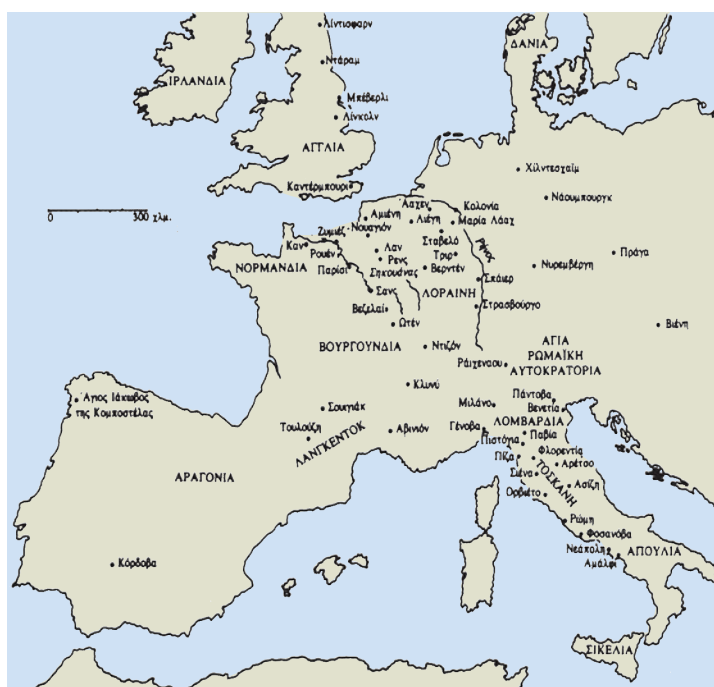 Λίντισφαρν
ΔΑΝΙΑ
Ντάραμ
ΙΡΛΑΝΔΙΑ
Μπέβερλι
Λίνκολν
ΑΓΓΛΙΑ
Χίλντεσχαϊμ
Καντέρμπουρι
Νάουμπουργκ
300 χλμ.
0
Άαχεν
Κολωνία
Αμιένη
Λιέγη
Μαρία Λάαχ
Ζυμιέζ
Νουαγιόν
Σταβελό
Ρήνος
Καν
Ρουέν
Λαν
Τριρ
Πράγα
ΝΟΡΜΑΝΔΙΑ
Παρίσι
Ρενς
Σηκουάνας
Βερντέν
Νυρεμβέργη
Σπάιερ
Σανς
ΛΟΡΑΙΝΗ
Στρασβούργο
Βεζελαί
Ωτέν
Βιένη
ΒΟΥΡΓΟΥΝΔΙΑ
Ντιζόν
ΑΓΙΑ
ΡΩΜΑΪΚΗ
ΑΥΤΟΚΡΑΤΟΡΙΑ
Ράιχεναου
Κλυνύ
Άγιος Ιάκωβος
της Κομποστέλας
Μιλάνο
Πάντοβα
Βενετία
Σουγιάκ
ΛΟΜΒΑΡΔΙΑ
Τουλούζη
ΛΑΝΓΚΕΝΤΟΚ
Αβινιόν
Γένοβα
Παβία
Πιστόγια
Φλορεντία
Πίζα
Αρέτσο
ΑΡΑΓΟΝΙΑ
Σιένα
ΤΟΣΚΑΝΗ
Ασίζη
Ορβιέτο
Ρώμη
Φοσανόβα
Κόρδοβα
Νεάπολη
ΑΠΟΥΛΙΑ
Αμάλφι
ΣΙΚΕΛΙΑ